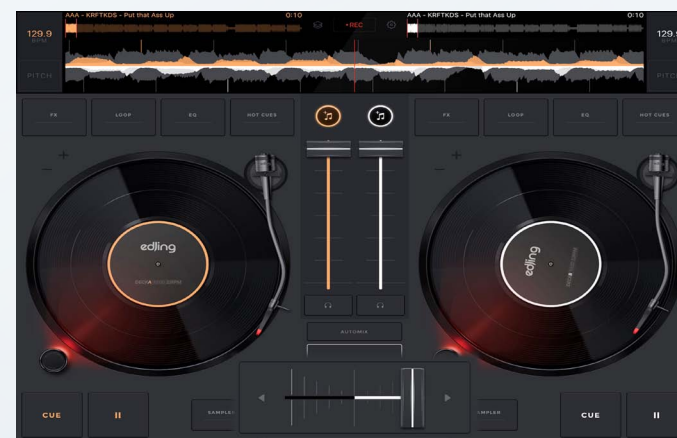 AAA - KRFTKDS - Put that Ass Up 0:10
AAA - KRFTKDS - Put that Ass Up 0:10
129.9
BPM
•REC
129.9
PITCH
PITCH
FX LOOP EQ HOT CUES
FX LOOP EQ HOT CUES
edjing
edjing
AUTOMIX
SAMPLER
MPLER
CUE
CUE